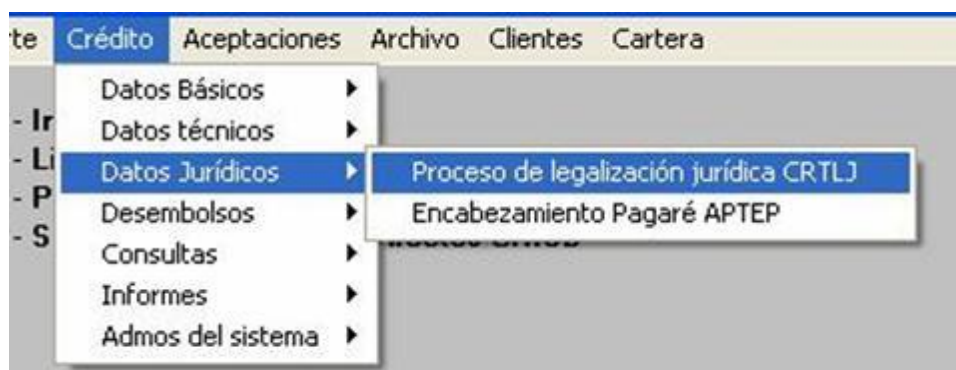 Crédito Aceptaciones Archivo Clientes Cartera
Datos Básicos
Datos técnicos
Datos Jurídicos
Proceso de legalización jurídica CRTLJ
Desembolsos
Encabezamiento Pagaré APTEP
Consultas
Informes
Admos del sistema